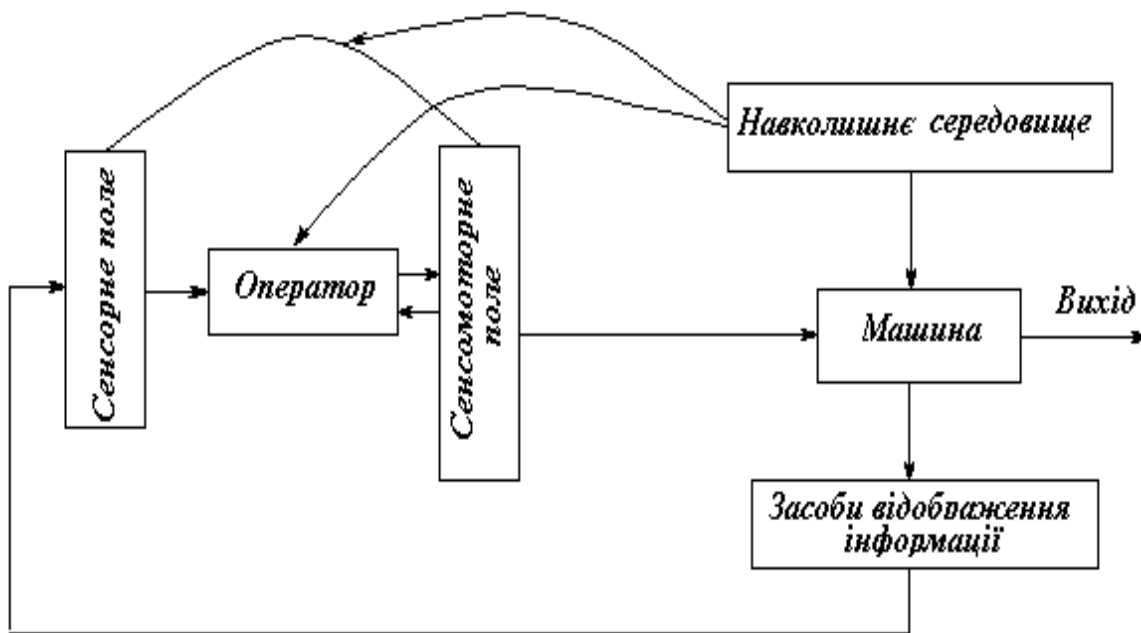 Навколишнє середовище
Сенсорне поле
Оператор
Сенсомоторне
поле
Машина
Вихід
Засоби відображення
інформації